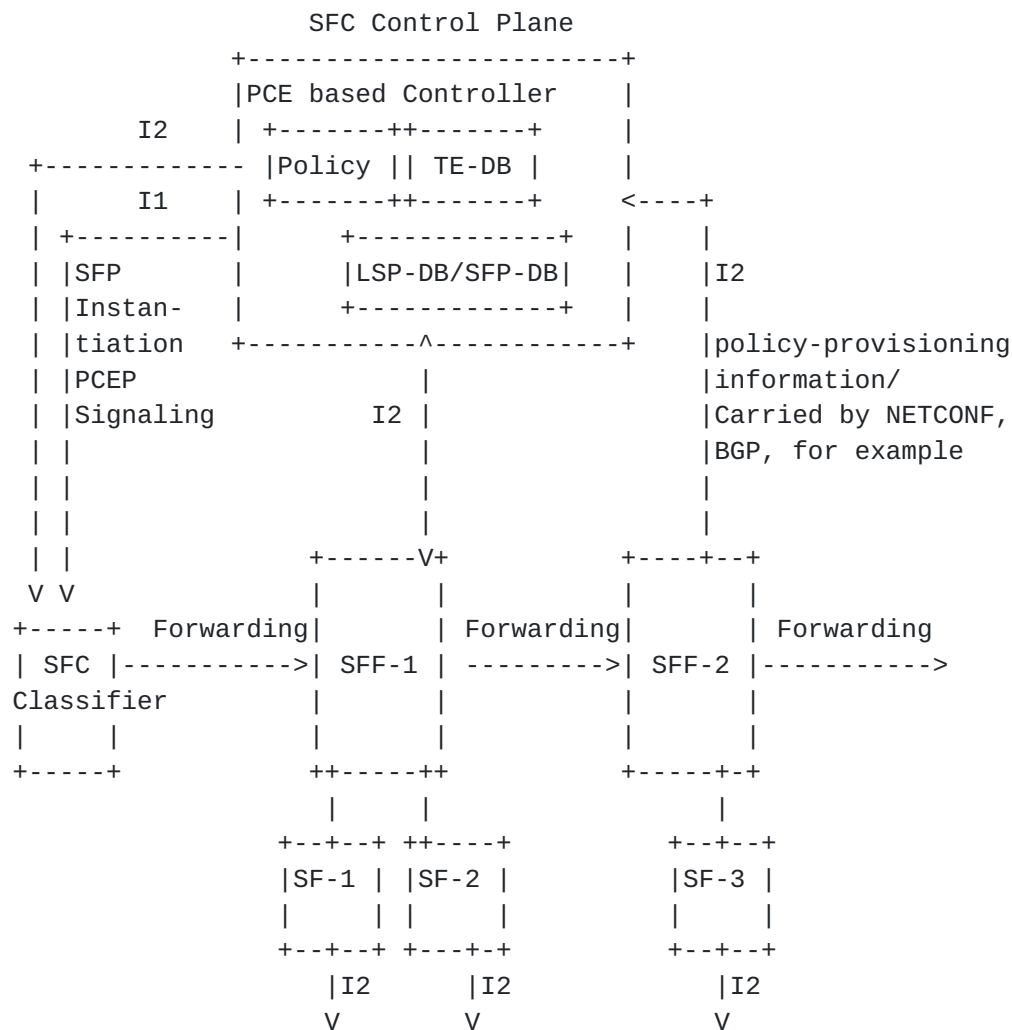 SFC Control Plane
+------------------------+
|PCE based Controller    |
I2    | +-------++-------+     |
+------------- |Policy || TE-DB |     |
|      I1    | +-------++-------+     <----+
| +----------|      +-------------+   |    |
| |SFP       |      |LSP-DB/SFP-DB|   |    |I2
| |Instan-   |      +-------------+   |    |
| |tiation   +-----------^------------+    |policy-provisioning
| |PCEP                  |                 |information/
| |Signaling          I2 |                 |Carried by NETCONF,
| |                      |                 |BGP, for example
| |                      |                 |
| |                      |                 |
| |               +------V+           +----+--+
V V               |       |           |       |
+-----+  Forwarding|       | Forwarding|       | Forwarding
| SFC |----------->| SFF-1 | --------->| SFF-2 |----------->
Classifier         |       |           |       |
|     |            |       |           |       |
+-----+            ++-----++           +-----+-+
|     |                  |
+--+--+ ++----+          +--+--+
|SF-1 | |SF-2 |          |SF-3 |
|     | |     |          |     |
+--+--+ +---+-+          +--+--+
|I2      |I2            |I2
V        V              V